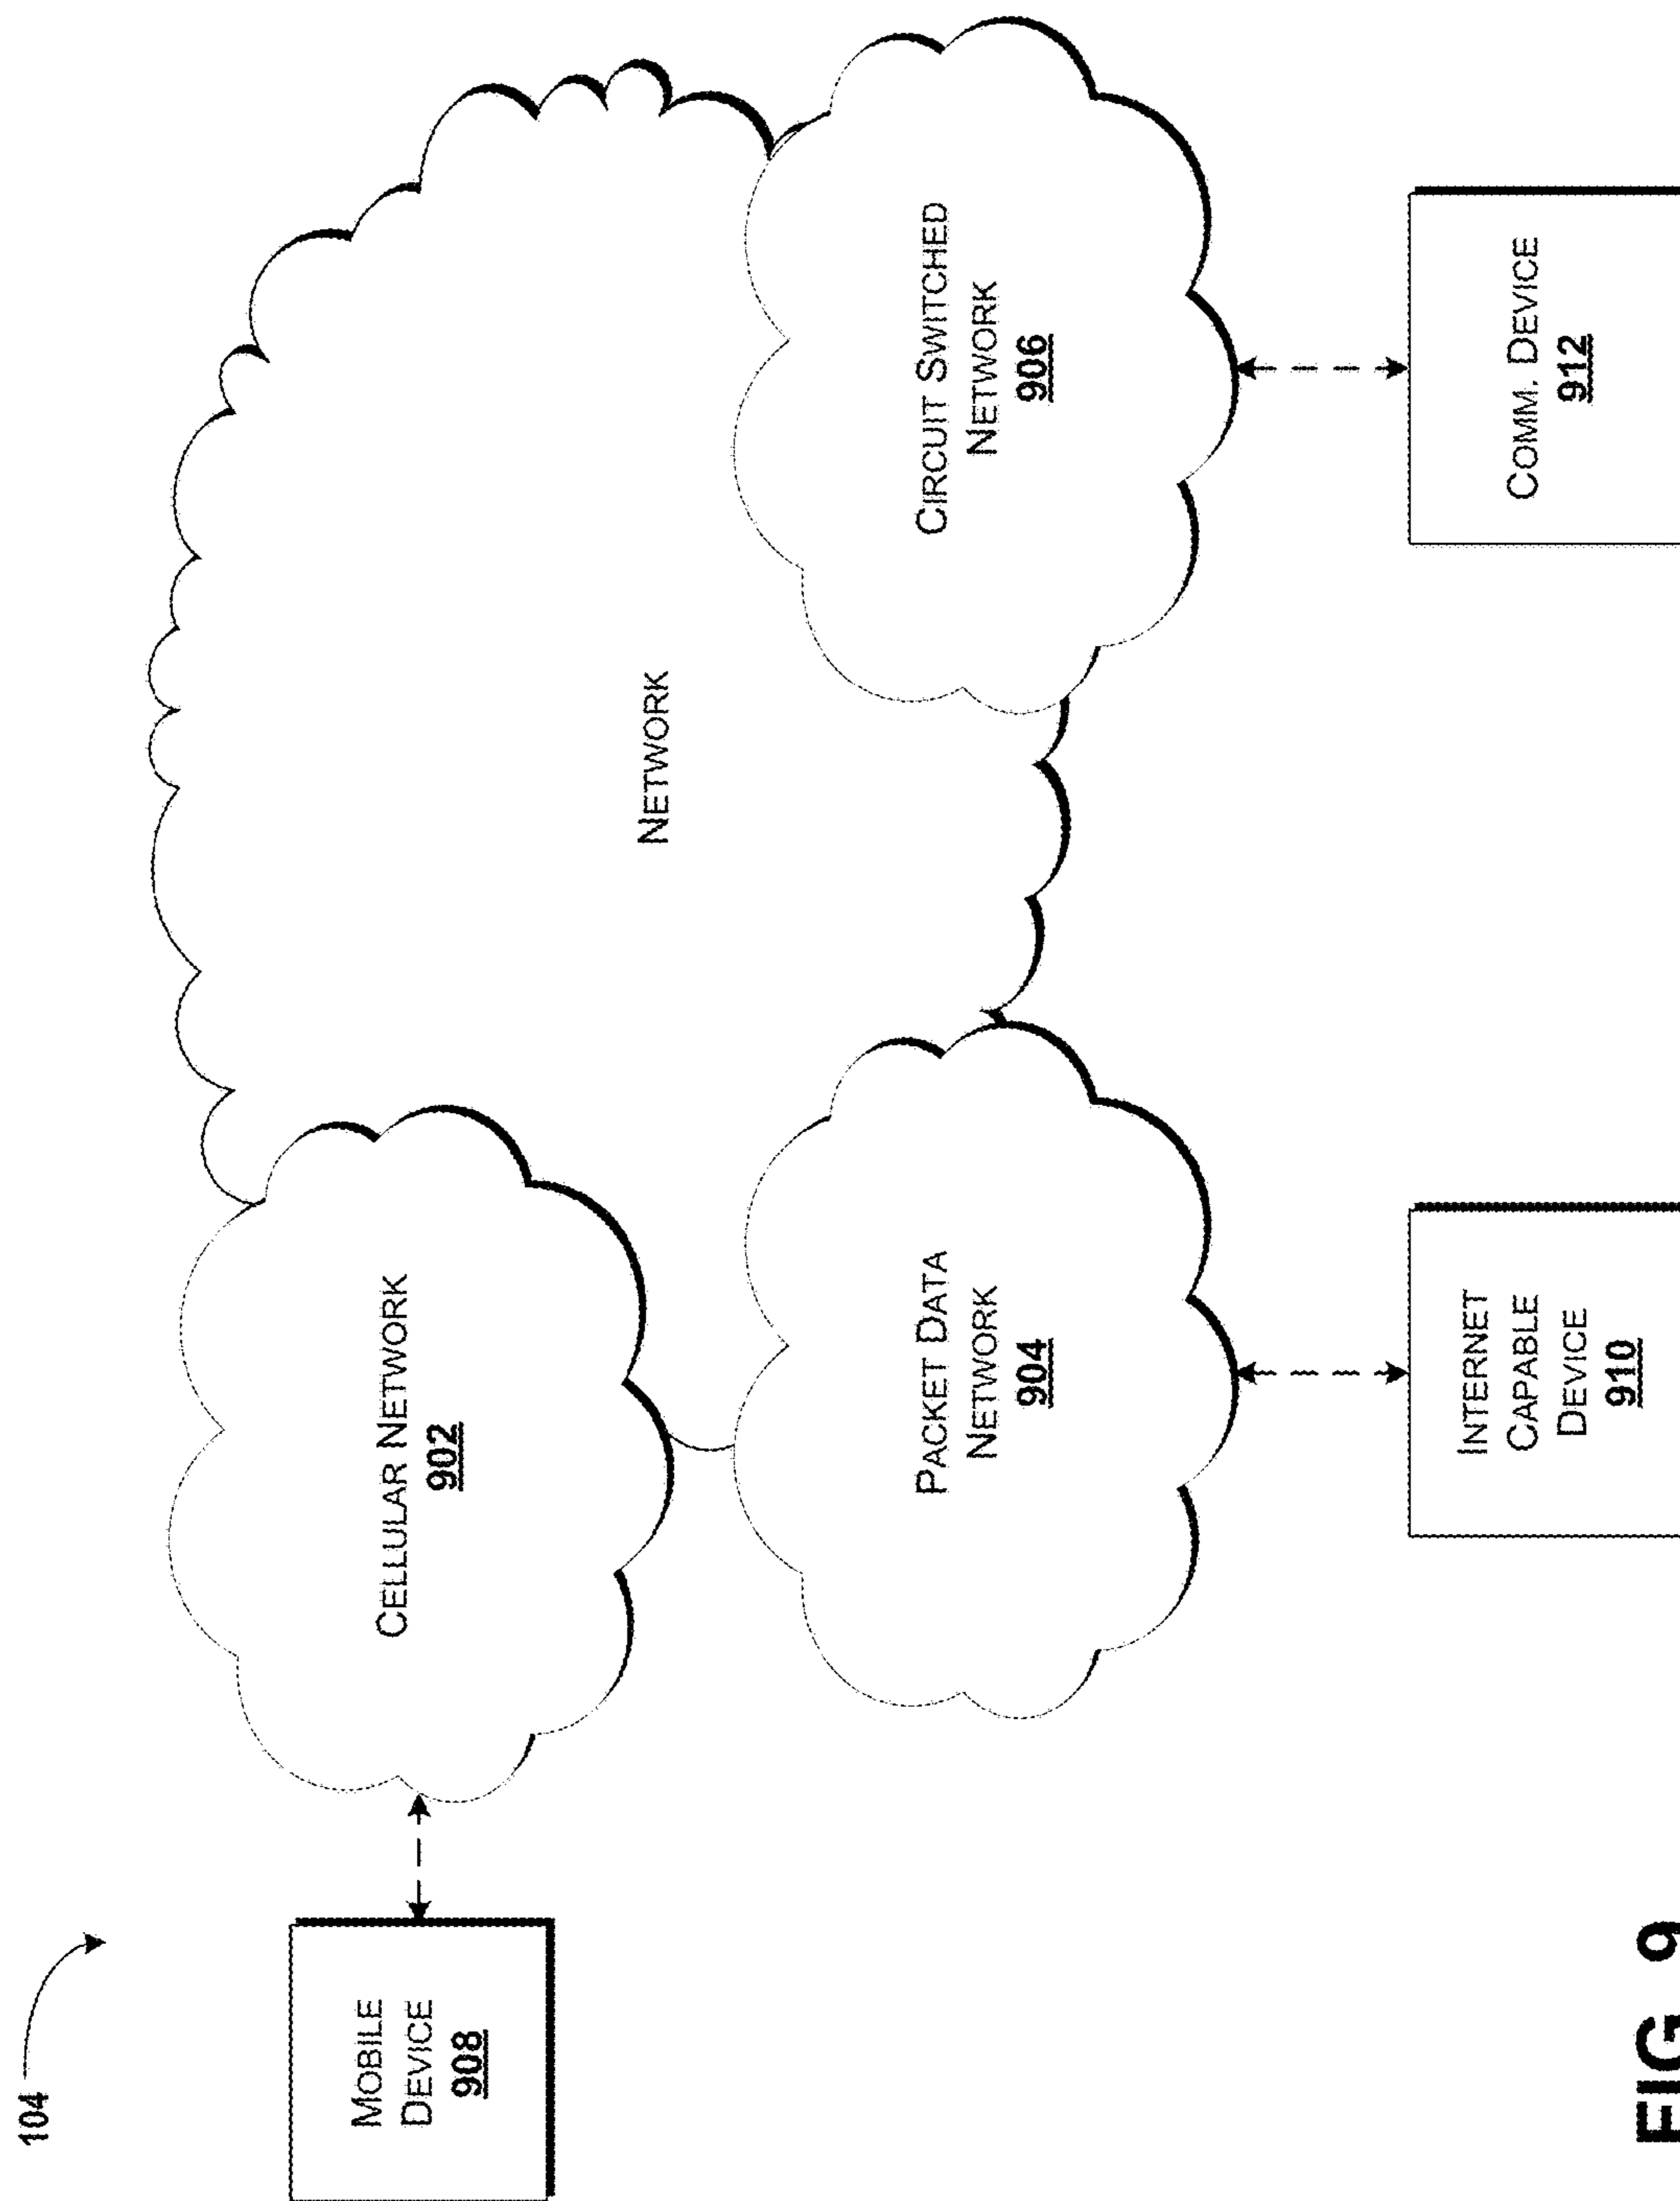 104
MOBILE
DEVICE
908
CELLULAR NETWORK
902
NETWORK
PACKET DATA
NETWORK
904
CIRCUIT SWITCHED
NETWORK
906
INTERNET
CAPABLE
DEVICE
910
COMM. DEVICE
912
FIG. 9